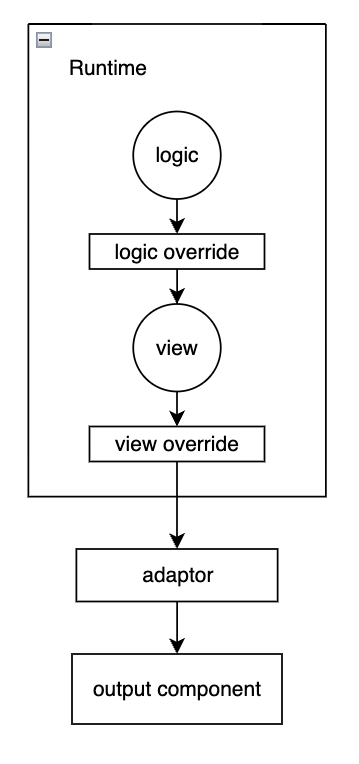 Runtime
logic
logic override
view
view override
adaptor
output component